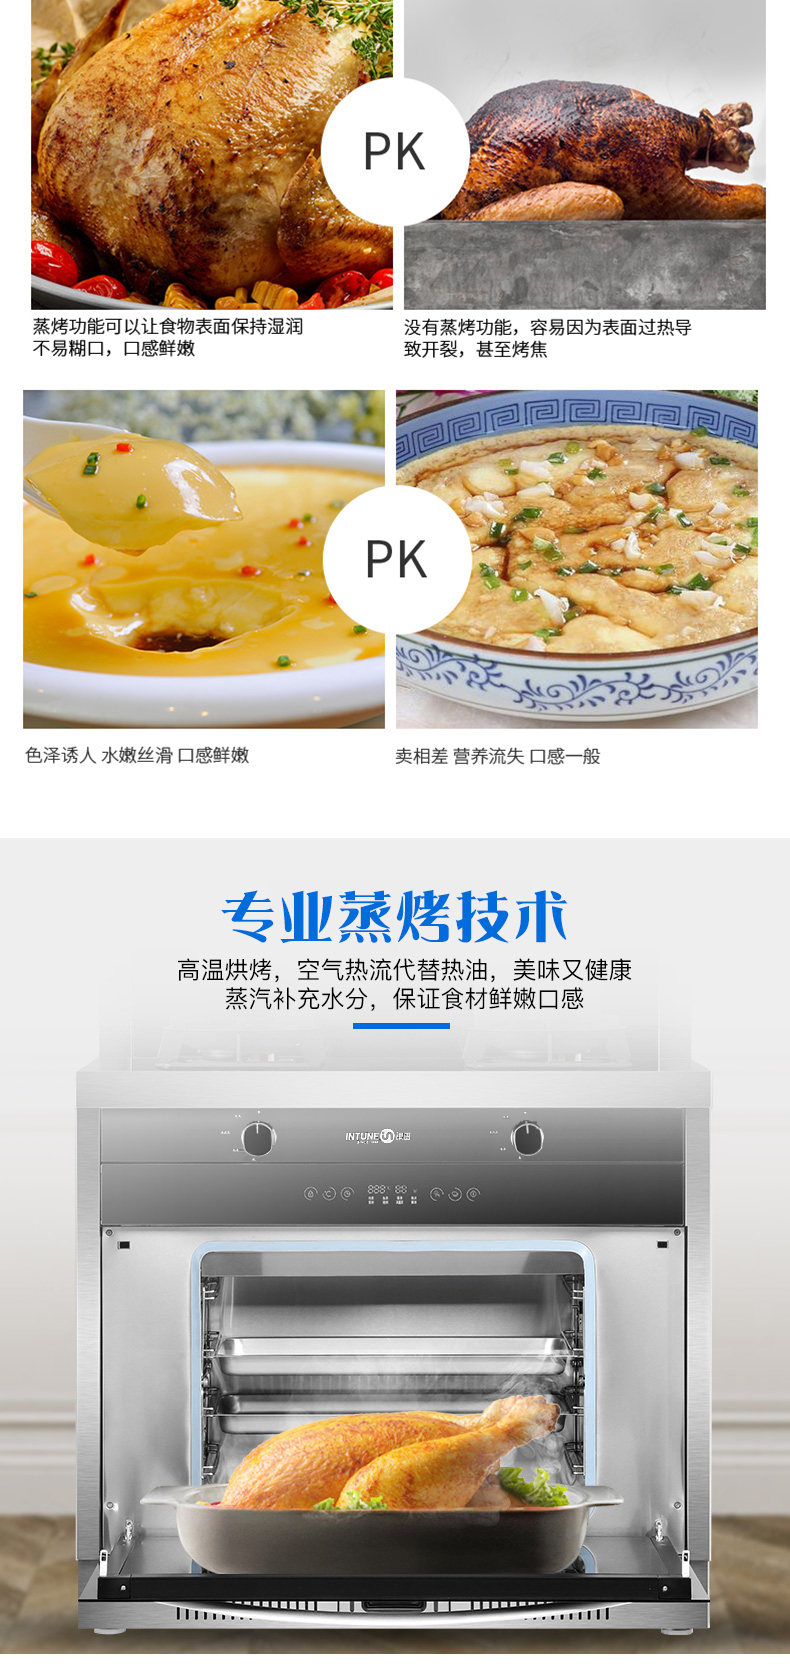 PK
蒸烤功能可以让食物表面保持湿润
不易糊口，口感鲜嫩
没有蒸烤功能，容易因为表面过热导
致开裂，甚至烤焦
PK
色泽诱人 水嫩丝滑 口感鲜嫩
卖相差 营养流失 口感一般
专业蒸烤技术
高温烘烤，空气热流代替热油，美味又健康
蒸汽补充水分，保证食材鲜嫩口感
INTUNE